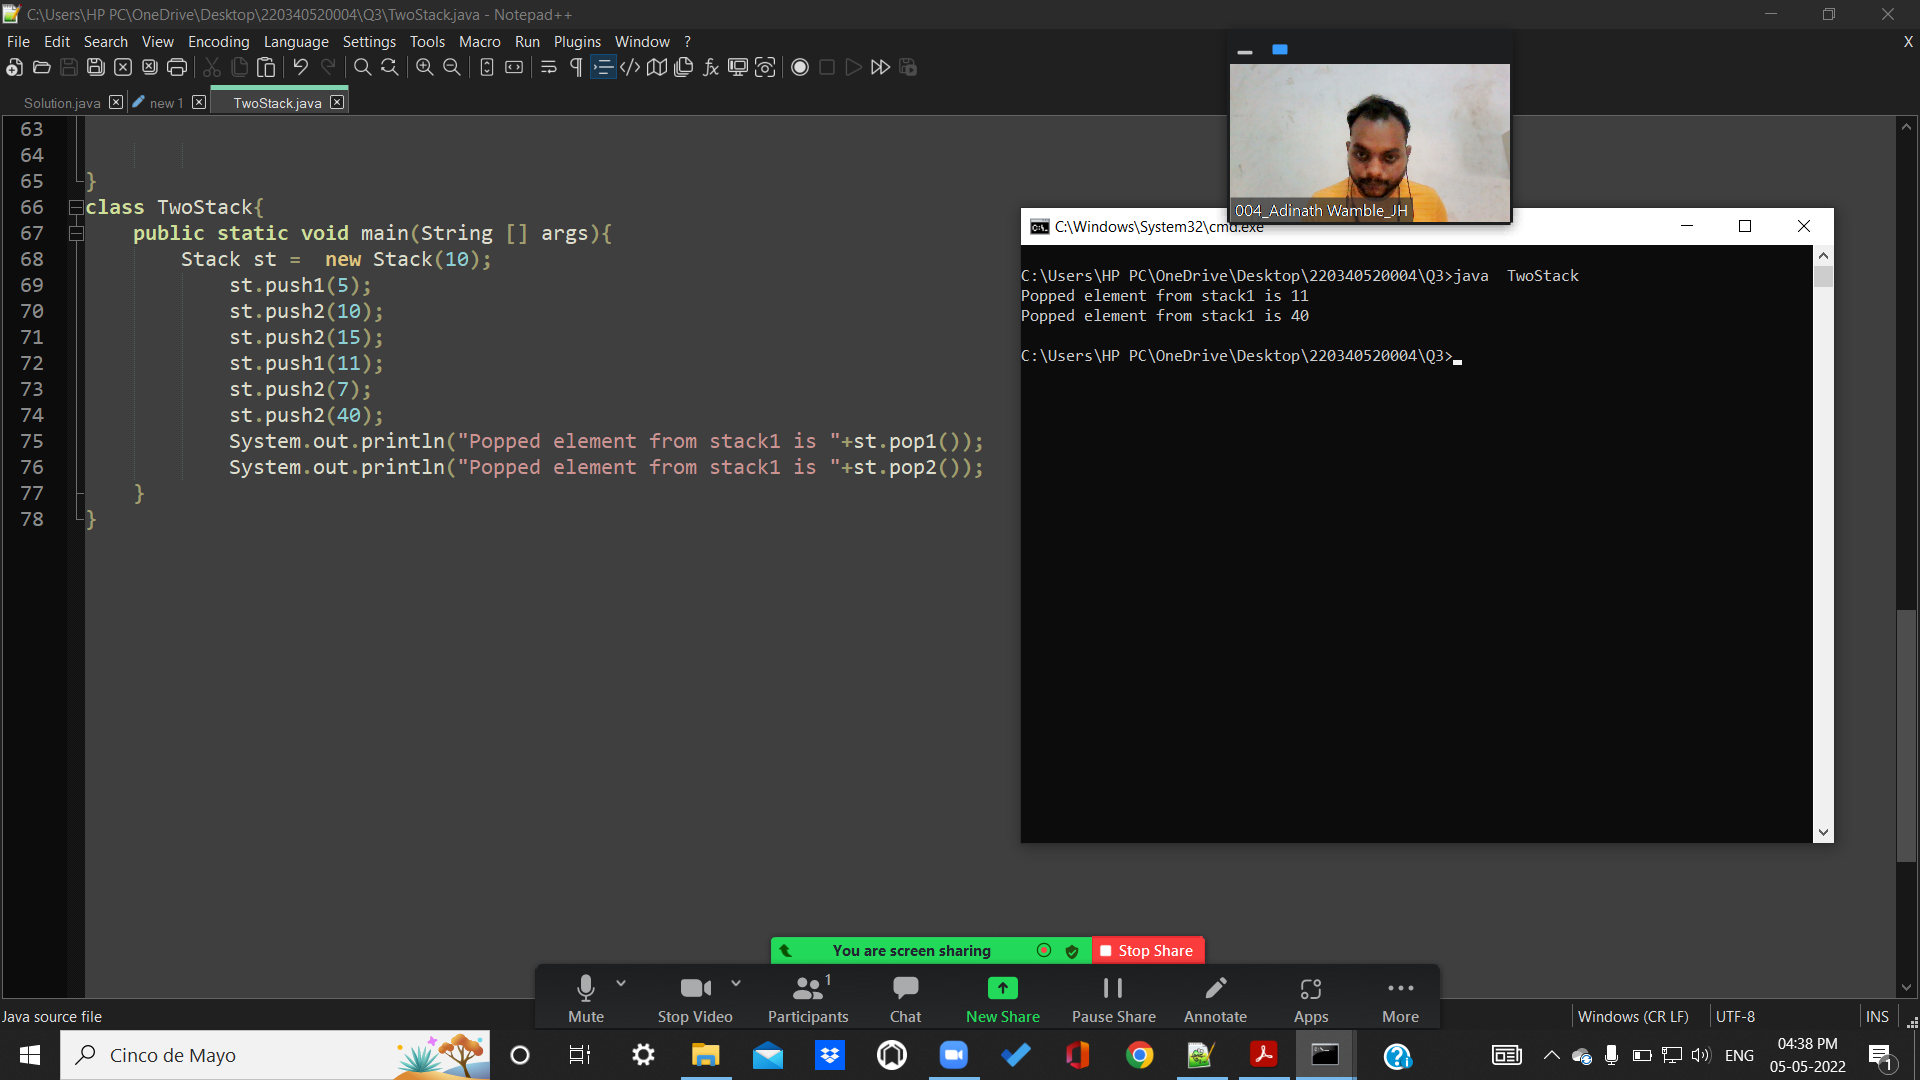 C:\Users\HP PC\OneDrive\Desktop\220340520004\Q3\TwoStack.java - Notepad++
File Edit Search View Encoding Language Settings Tools Macro Run Plugins Window ? X
Solution.java new 1 TwoStack.java
63
64
65 }
66 class TwoStack{
67 public static void main(String [] args){
68 Stack st =  new Stack(10);
69 st.push1(5);
70 st.push2(10);
71 st.push2(15);
72 st.push1(11);
73 st.push2(7);
74 st.push2(40);
75 System.out.println("Popped element from stack1 is "+st.pop1());
76 System.out.println("Popped element from stack1 is "+st.pop2());
77 }
78 }
004_Adinath Wamble_JH
C:\Windows\System32\cmd.exe
C:\Users\HP PC\OneDrive\Desktop\220340520004\Q3>java  TwoStack
Popped element from stack1 is 11
Popped element from stack1 is 40
C:\Users\HP PC\OneDrive\Desktop\220340520004\Q3>
You are screen sharing Stop Share
1
Mute Stop Video Participants Chat New Share Pause Share Annotate Apps More
Java source file Windows (CR LF) UTF-8 INS
Cinco de Mayo
ENG
04:38 PM
05-05-2022
1